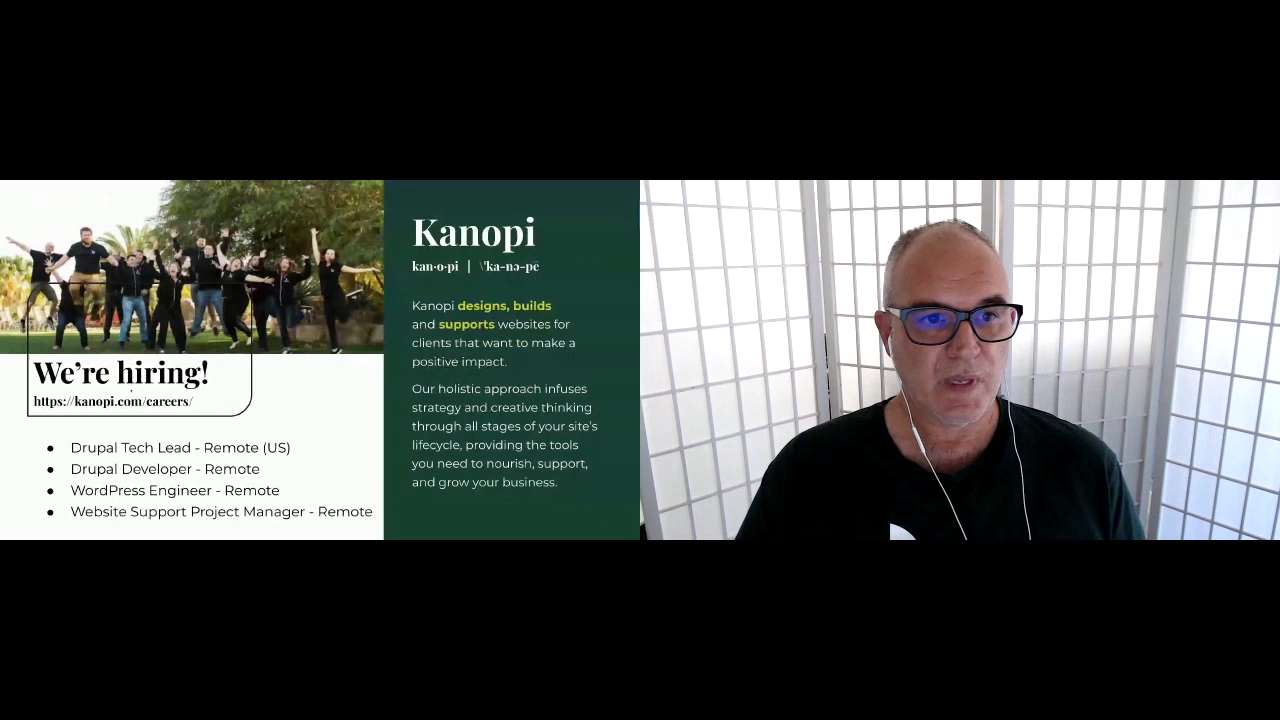 We're hiring!
https://kanopi.com/careers/
● Drupal Tech Lead - Remote (US)
● Drupal Developer - Remote
● WordPress Engineer - Remote
● Website Support Project Manager - Remote
Kanopi
kan·o·pi | \ˈka-nə-pē
Kanopi designs, builds
and supports websites for
clients that want to make a
positive impact.
Our holistic approach infuses
strategy and creative thinking
through all stages of your site's
lifecycle, providing the tools
you need to nourish, support,
and grow your business.